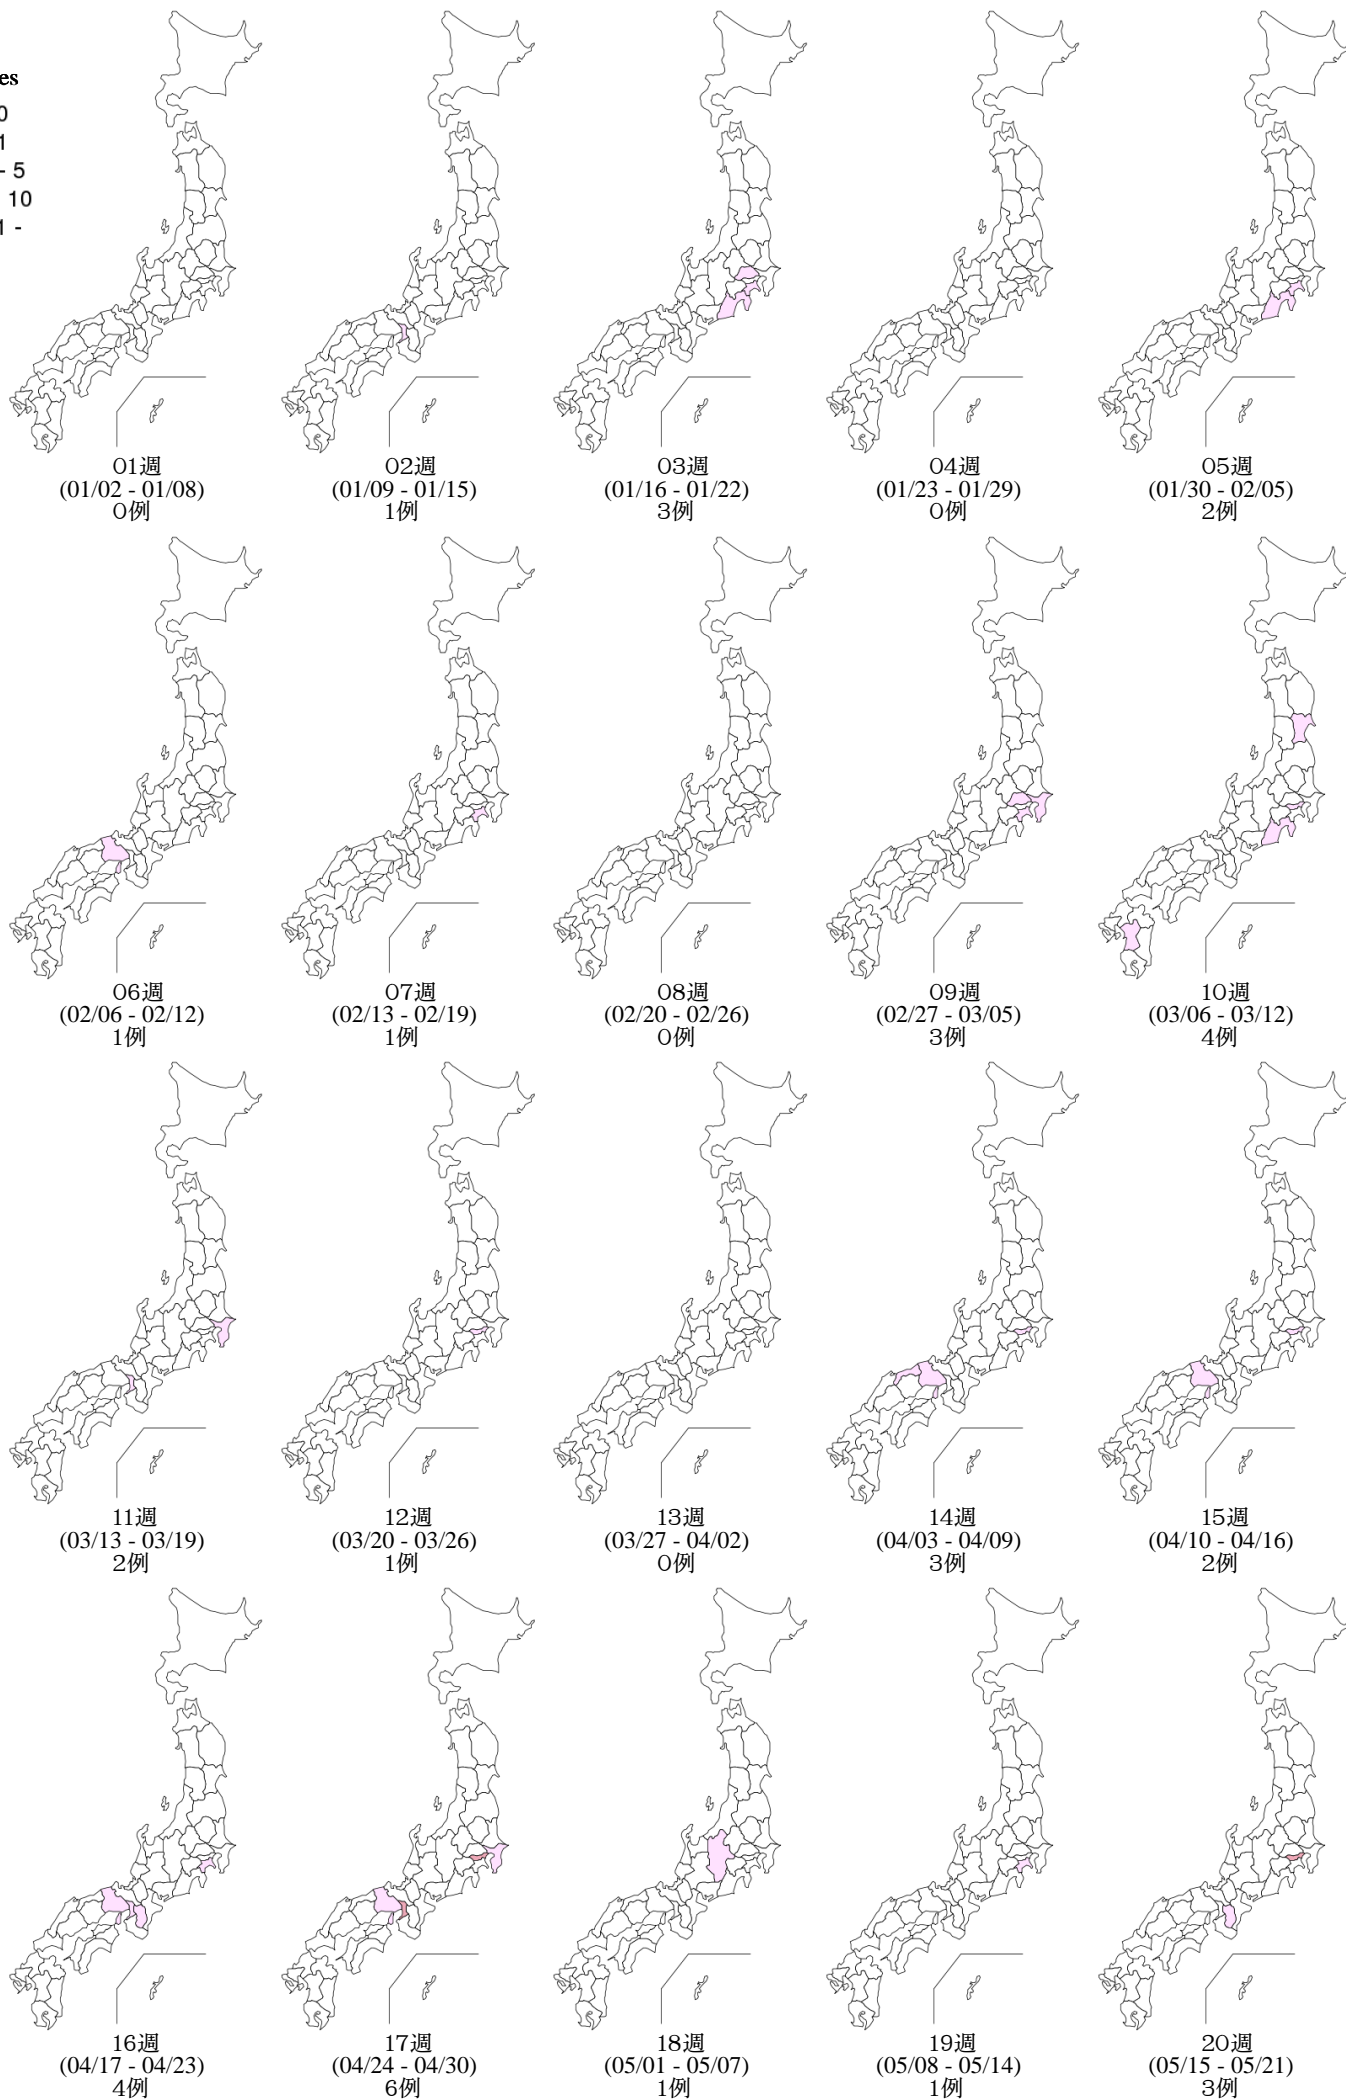 es
0
1
- 5
10
1 -
01週
(01/02 - 01/08)
0例
02週
(01/09 - 01/15)
1例
03週
(01/16 - 01/22)
3例
04週
(01/23 - 01/29)
0例
05週
(01/30 - 02/05)
2例
06週
(02/06 - 02/12)
1例
07週
(02/13 - 02/19)
1例
08週
(02/20 - 02/26)
0例
09週
(02/27 - 03/05)
3例
10週
(03/06 - 03/12)
4例
11週
(03/13 - 03/19)
2例
12週
(03/20 - 03/26)
1例
13週
(03/27 - 04/02)
0例
14週
(04/03 - 04/09)
3例
15週
(04/10 - 04/16)
2例
16週
(04/17 - 04/23)
4例
17週
(04/24 - 04/30)
6例
18週
(05/01 - 05/07)
1例
19週
(05/08 - 05/14)
1例
20週
(05/15 - 05/21)
3例